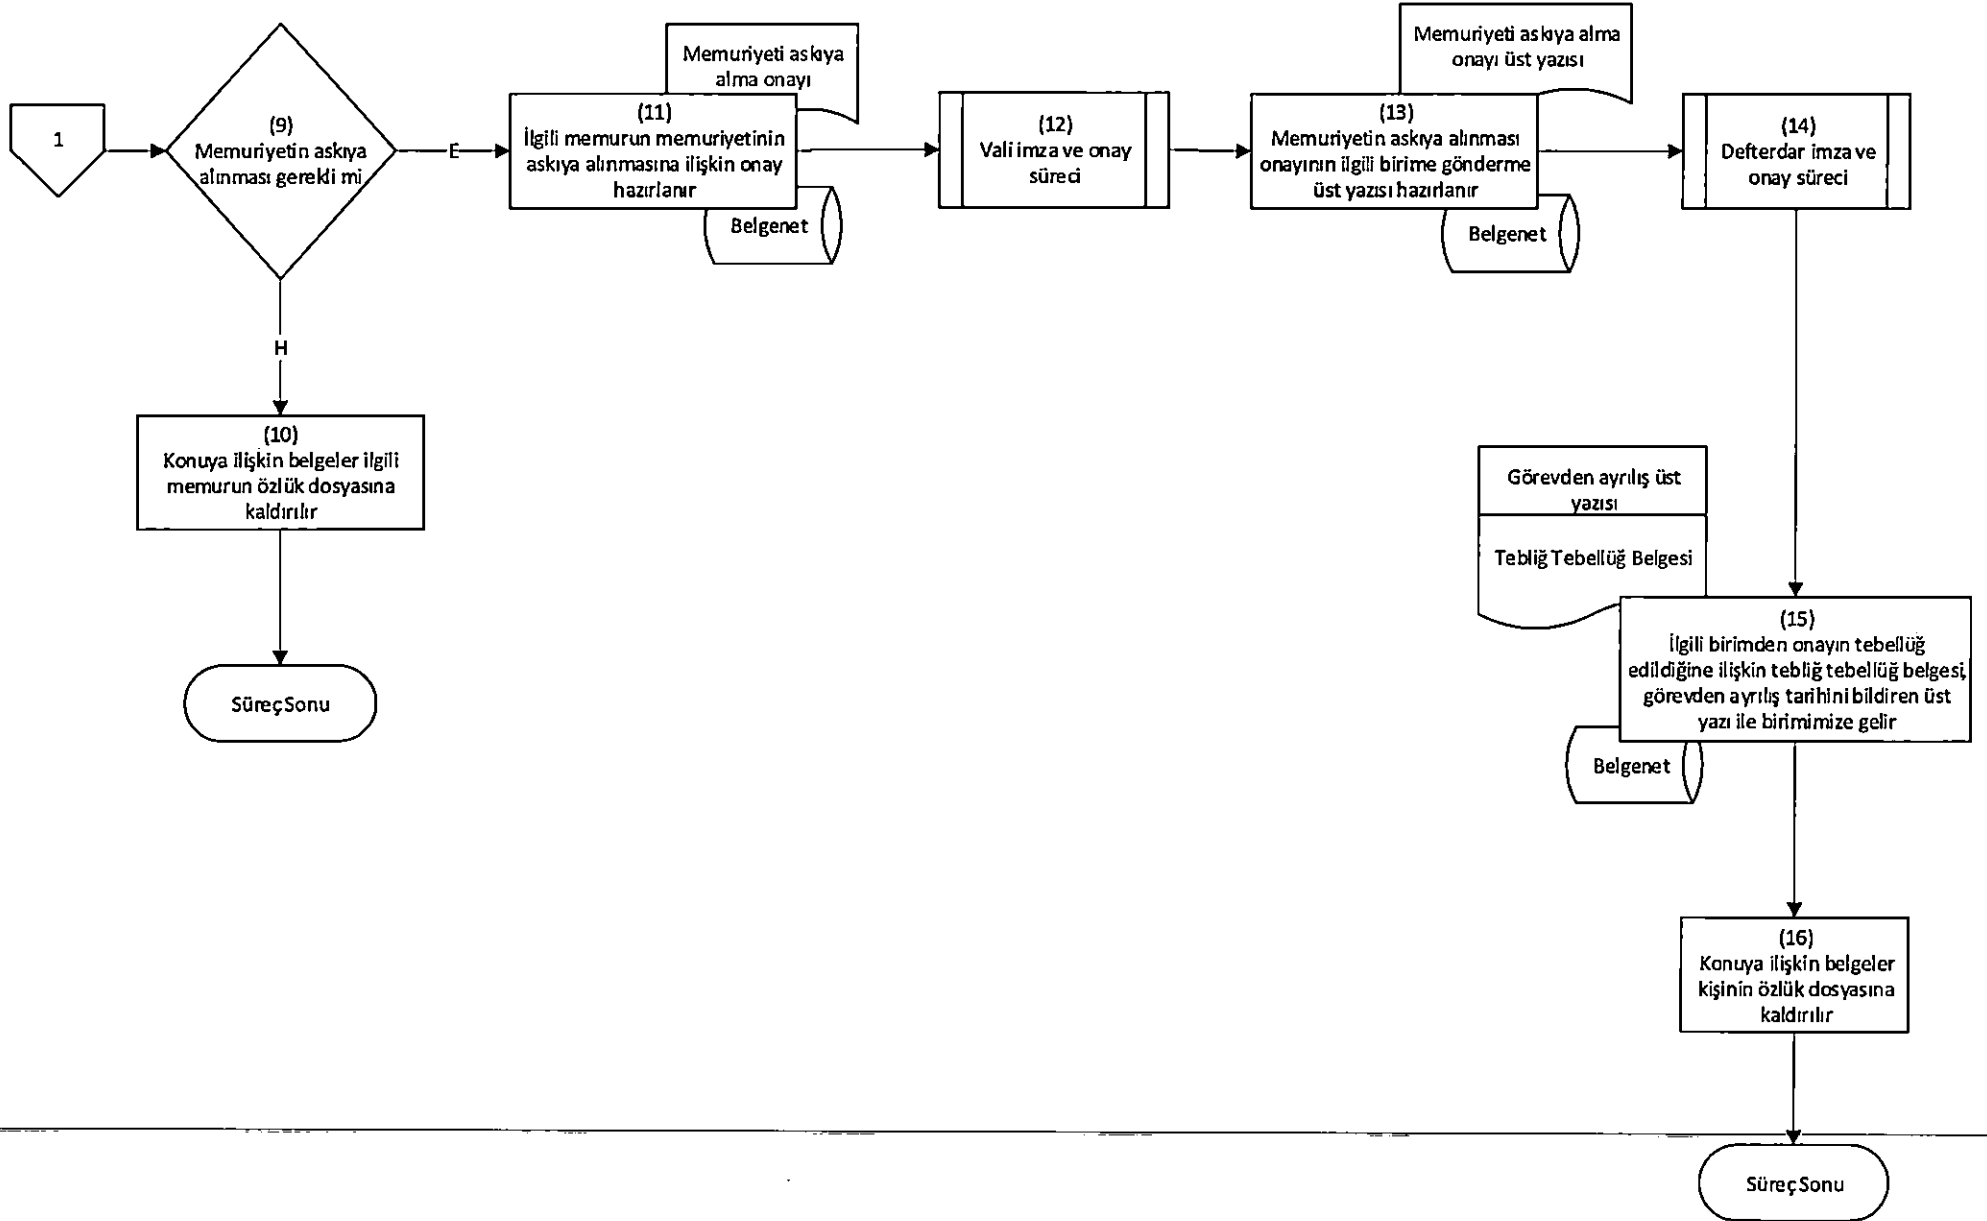 1
(9)
Memuriyetin askıya
alınması gerekli mi
E
H
(10)
Konuya ilişkin belgeler ilgili
memurun özlük dosyasına
kaldırılır
Süreç Sonu
Memuriyeti askıya
alma onayı
(11)
İlgili memurun memuriyetinin
askıya alınmasına ilişkin onay
hazırlanır
Belgenet
(12)
Vali imza ve onay
süreci
Memuriyeti askıya alma
onayı üst yazısı
(13)
Memuriyetin askıya alınması
onayının ilgili birime gönderme
üst yazısı hazırlanır
Belgenet
(14)
Defterdar imza ve
onay süreci
Görevden ayrılış üst
yazısı
Tebliğ Tebellüğ Belgesi
(15)
İlgili birimden onayın tebellüğ
edildiğine ilişkin tebliğ tebellüğ belgesi,
görevden ayrılış tarihini bildiren üst
yazı ile birimimize gelir
Belgenet
(16)
Konuya ilişkin belgeler
kişinin özlük dosyasına
kaldırılır
Süreç Sonu